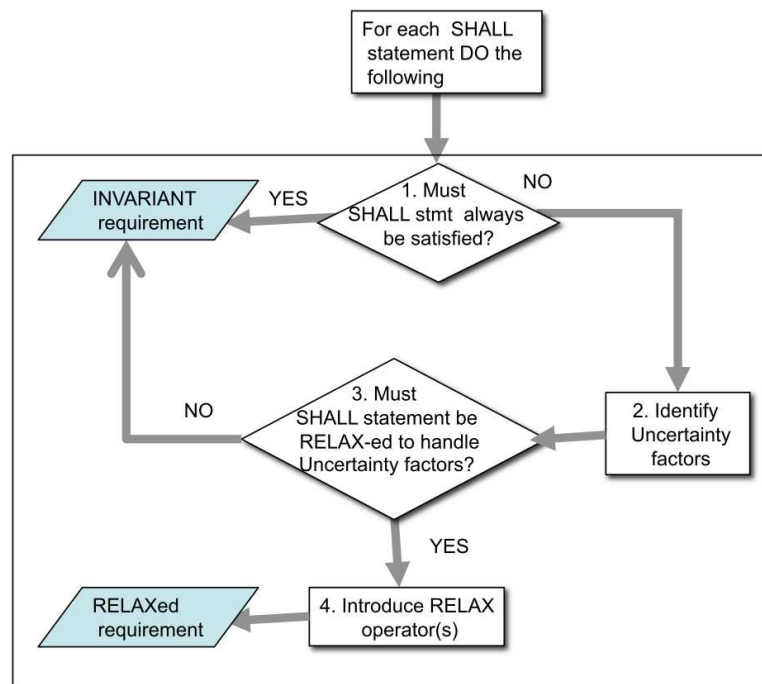 For each SHALL
statement DO the
following
INVARIANT
requirement
YES
1. Must
SHALL stmt always
be satisfied?
NO
NO
3. Must
SHALL statement be
RELAX-ed to handle
Uncertainty factors?
2. Identify
Uncertainty
factors
YES
RELAXed
requirement
4. Introduce RELAX
operator(s)